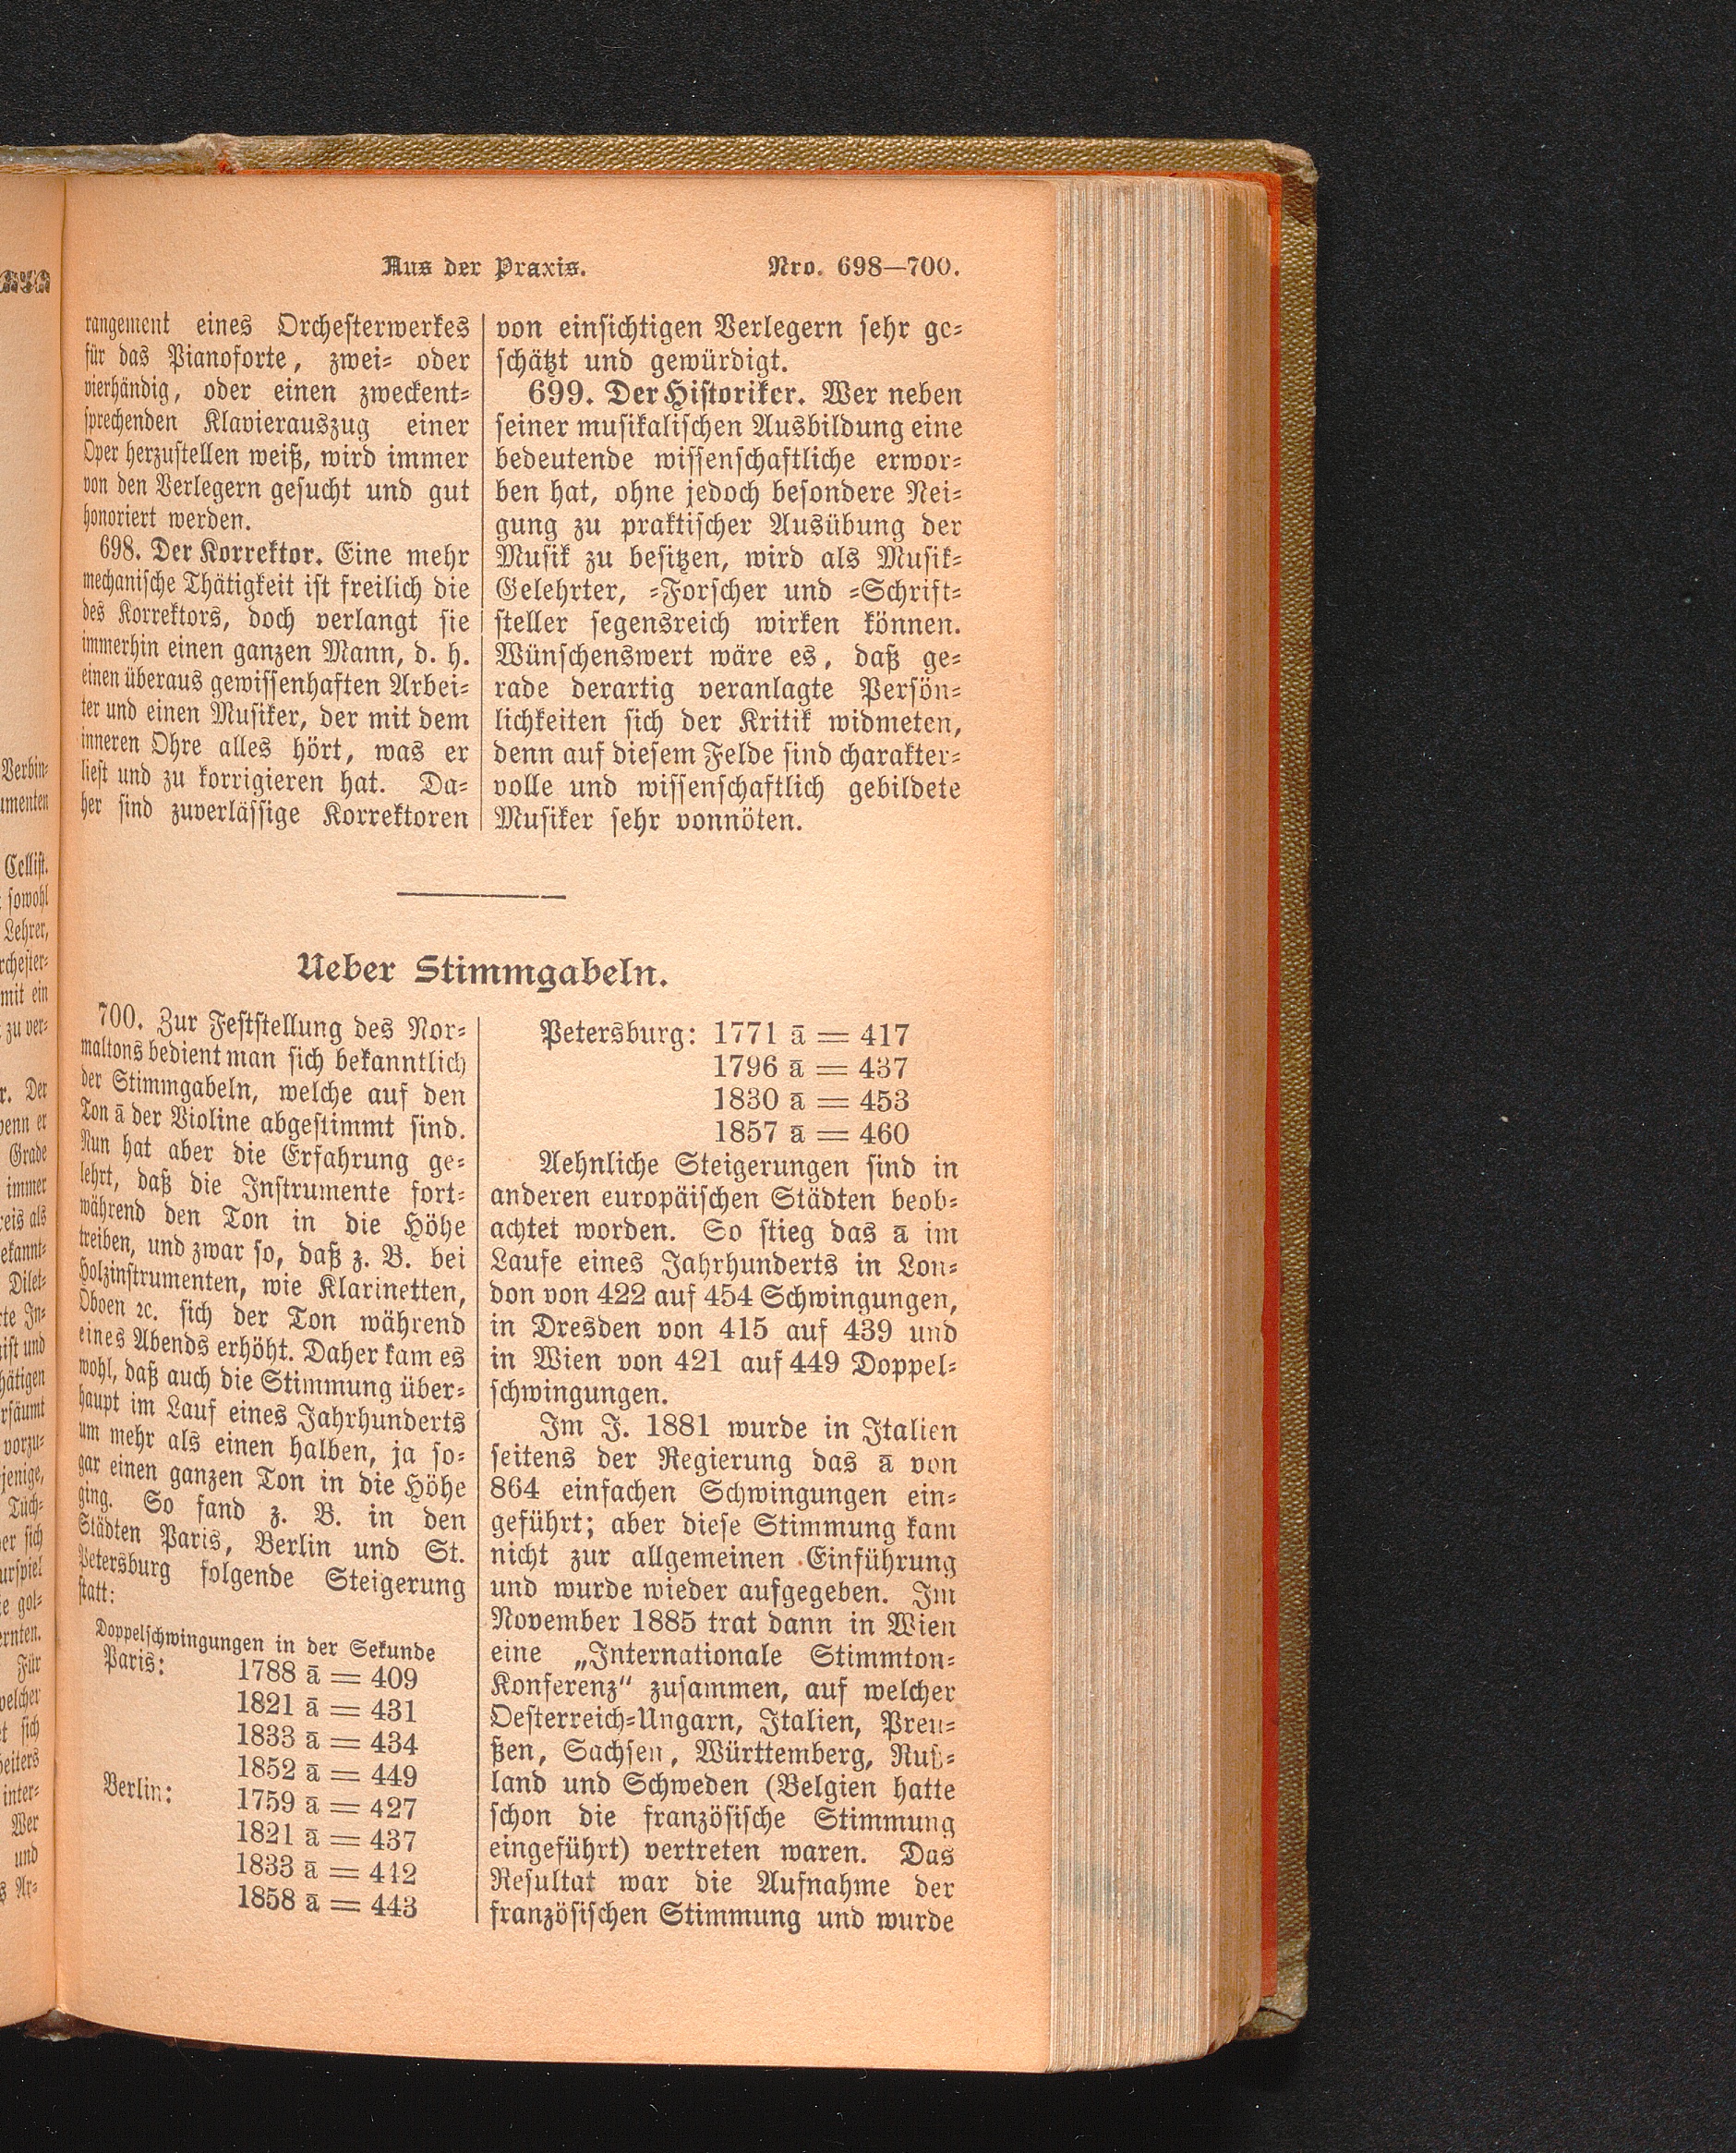 Aus der Praxis. Nro. 698—700.
rangement eines Orchesterwerkes
für das Pianoforte, zwei= oder
vierhändig, oder einen zweckent=
sprechenden Klavierauszug einer
Oper herzustellen weiß, wird immer
von den Verlegern gesucht und gut
honoriert werden.
698. Der Korrektor. Eine mehr
mechanische Thätigkeit ist freilich die
des Korrektors, doch verlangt sie
immerhin einen ganzen Mann, d. h.
einen überaus gewissenhaften Arbei=
ter und einen Musiker, der mit dem
inneren Ohre alles hört, was er
liest und zu korrigieren hat. Da=
her sind zuverlässige Korrektoren
von einsichtigen Verlegern sehr ge=
schätzt und gewürdigt.
699. Der Historiker. Wer neben
seiner musikalischen Ausbildung eine
bedeutende wissenschaftliche erwor=
ben hat, ohne jedoch besondere Nei=
gung zu praktischer Ausübung der
Musik zu besitzen, wird als Musik=
Gelehrter, =Forscher und =Schrift=
steller segensreich wirken können.
Wünschenswert wäre es, daß ge=
rade derartig veranlagte Persön=
lichkeiten sich der Kritik widmeten,
denn auf diesem Felde sind charakter=
volle und wissenschaftlich gebildete
Musiker sehr vonnöten.
Ueber Stimmgabeln.
700. Zur Feststellung des Nor=
maltons bedient man sich bekanntlich
der Stimmgabeln, welche auf den
Ton ā der Violine abgestimmt sind.
Nun hat aber die Erfahrung ge=
lehrt, daß die Instrumente fort=
während den Ton in die Höhe
treiben, und zwar so, daß z. B. bei
Holzinstrumenten, wie Klarinetten,
Oboen ꝛc. sich der Ton während
eines Abends erhöht. Daher kam es
wohl, daß auch die Stimmung über=
haupt im Lauf eines Jahrhunderts
um mehr als einen halben, ja so=
gar einen ganzen Ton in die Höhe
ging. So fand z. B. in den
Städten Paris, Berlin und St.
Petersburg folgende Steigerung
statt:
Doppelschwingungen in der Sekunde
Paris: 1788 ā = 409
1821 ā = 431
1833 ā = 434
1852 ā = 449
Berlin: 1759 ā = 427
1821 ā = 437
1833 ā = 442
1858 ā = 443
Petersburg: 1771 ā = 417
1796 ā = 437
1830 ā = 453
1857 ā = 460
Aehnliche Steigerungen sind in
anderen europäischen Städten beob=
achtet worden. So stieg das ā im
Laufe eines Jahrhunderts in Lon=
don von 422 auf 454 Schwingungen,
in Dresden von 415 auf 439 und
in Wien von 421 auf 449 Doppel=
schwingungen.
Im J. 1881 wurde in Italien
seitens der Regierung das ā von
864 einfachen Schwingungen ein=
geführt; aber diese Stimmung kam
nicht zur allgemeinen Einführung
und wurde wieder aufgegeben. Im
November 1885 trat dann in Wien
eine „Internationale Stimmton=
Konferenz“ zusammen, auf welcher
Oesterreich=Ungarn, Italien, Preu=
ßen, Sachsen, Württemberg, Ruß=
land und Schweden (Belgien hatte
schon die französische Stimmung
eingeführt) vertreten waren. Das
Resultat war die Aufnahme der
französischen Stimmung und wurde